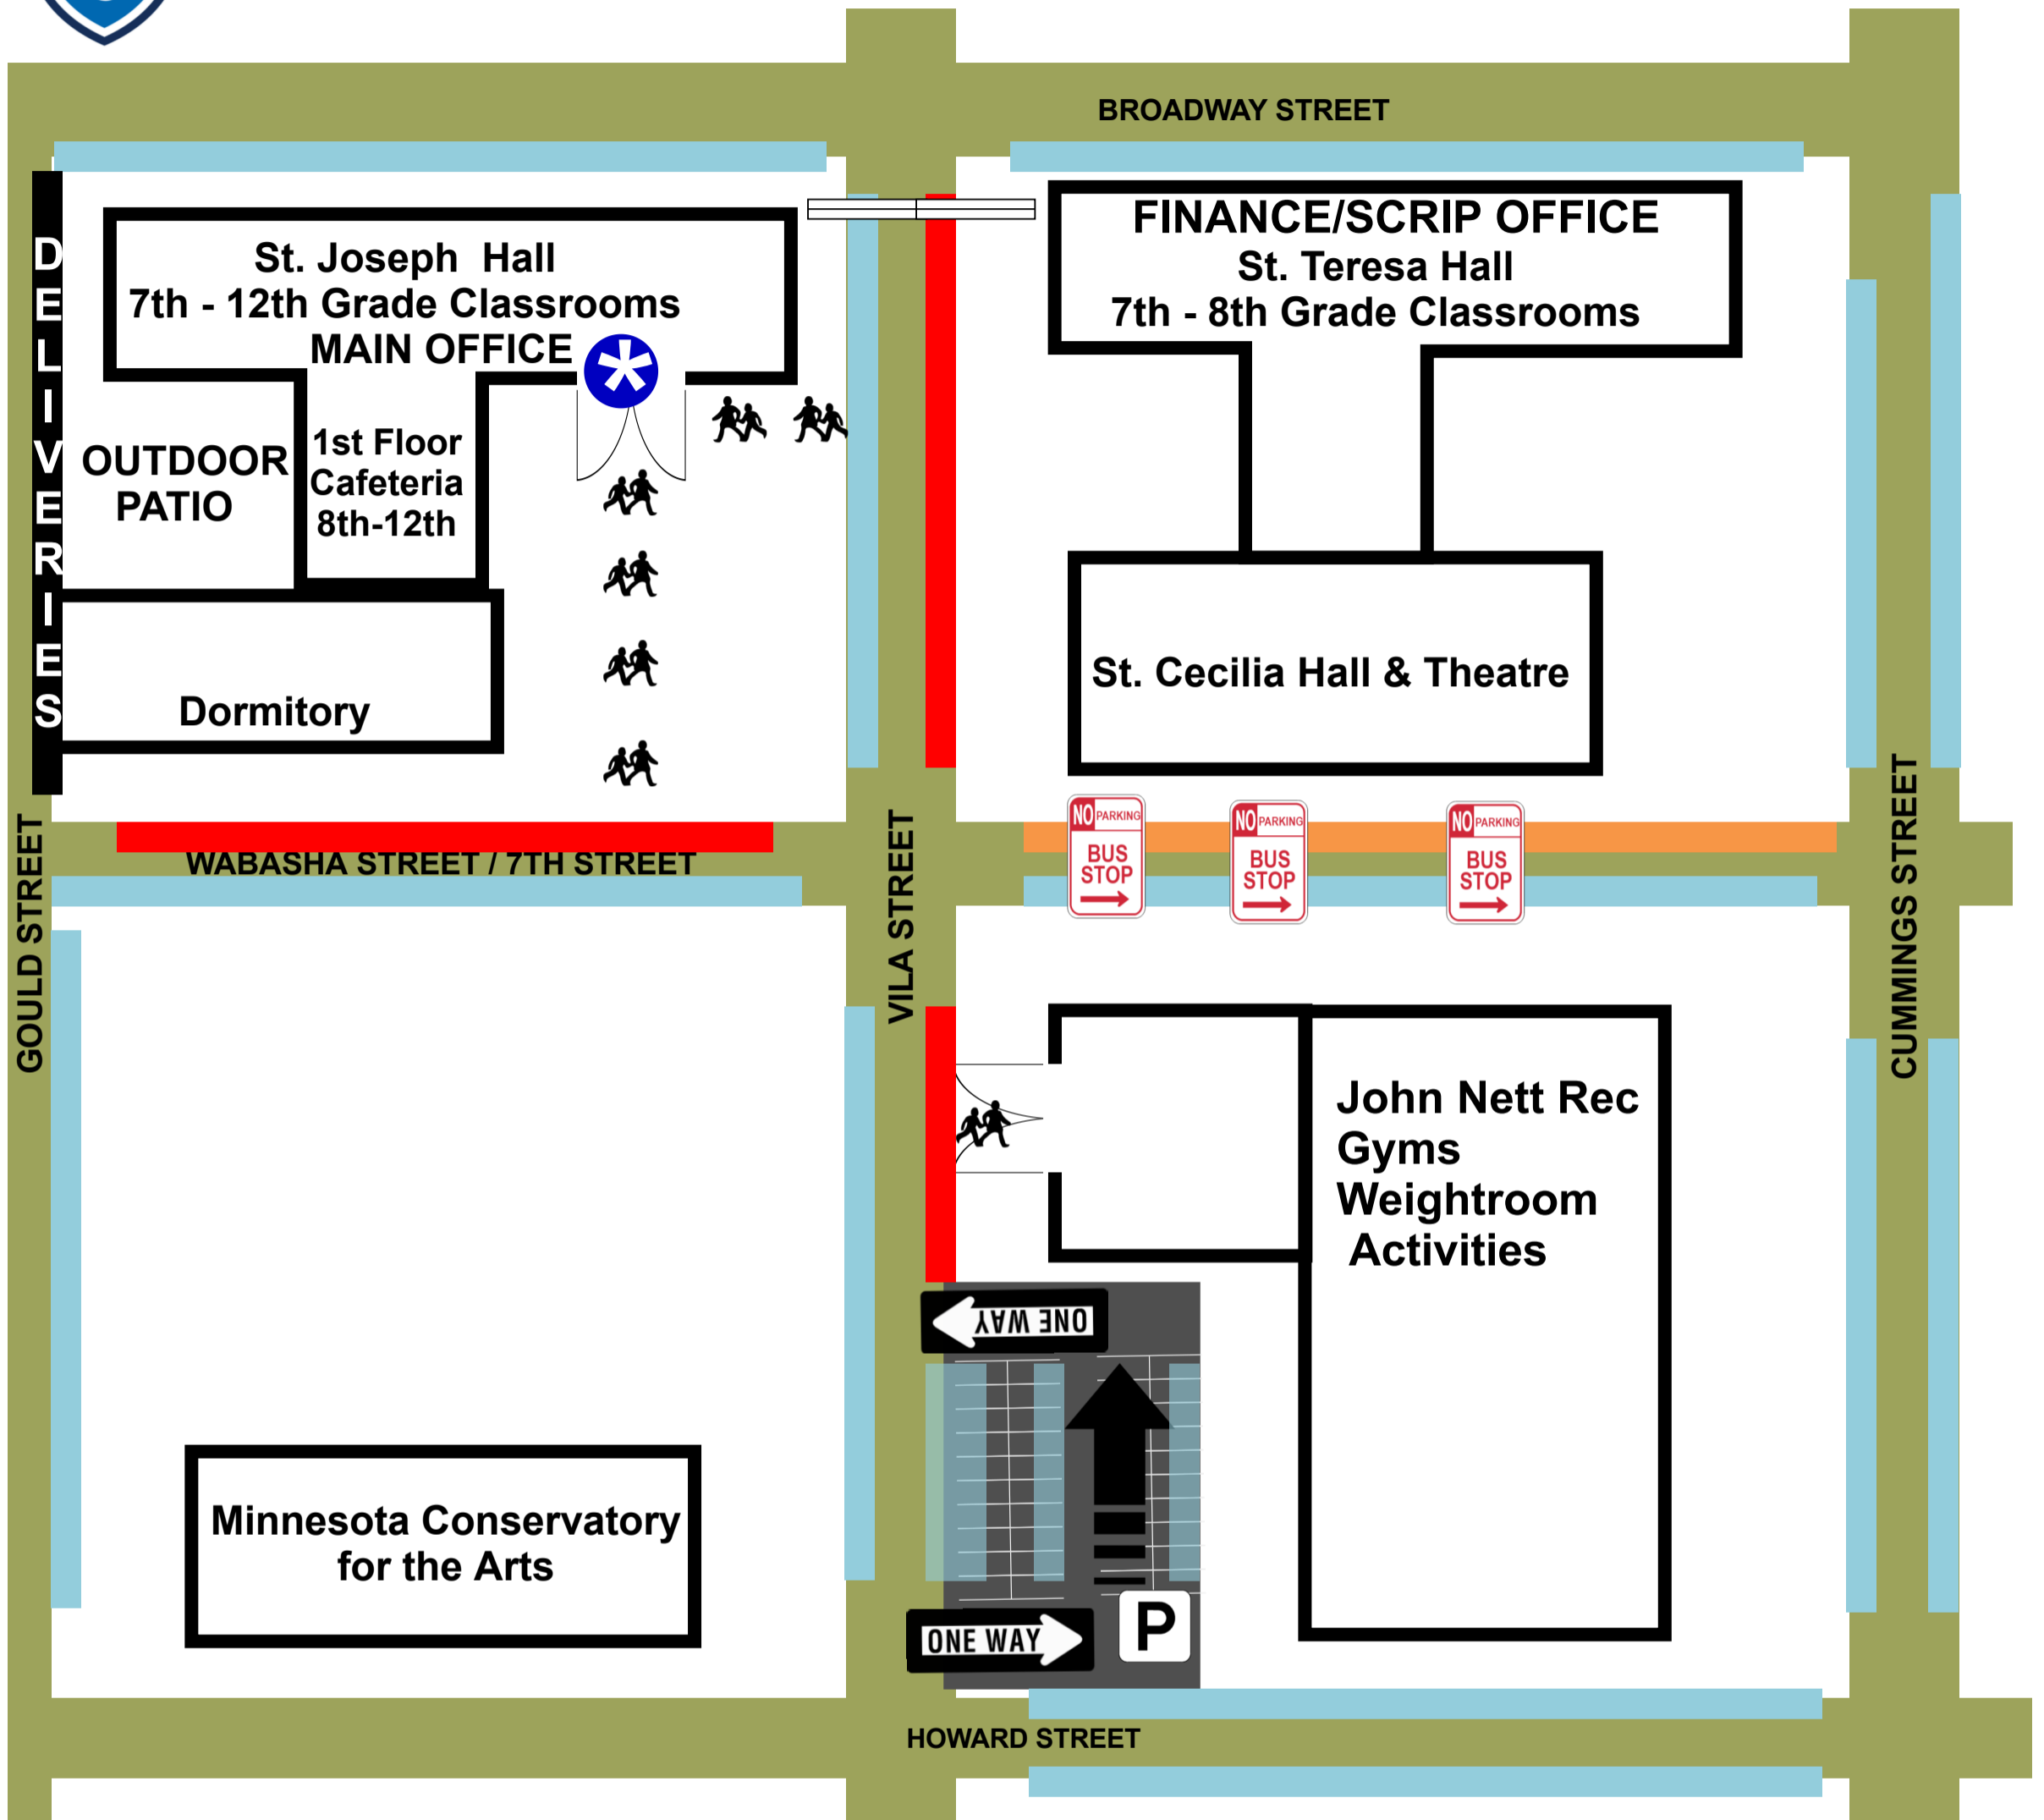 BROADWAY STREET
DELIVERIES
St. Joseph Hall
7th - 12th Grade Classrooms
MAIN OFFICE
*
OUTDOOR
PATIO
1st Floor
Cafeteria
8th-12th
Dormitory
FINANCE/SCRIP OFFICE
St. Teresa Hall
7th - 8th Grade Classrooms
St. Cecilia Hall & Theatre
NO PARKING
BUS
STOP
NO PARKING
BUS
STOP
NO PARKING
BUS
STOP
WABASHA STREET / 7TH STREET
GOULD STREET
VILA STREET
CUMMINGS STREET
John Nett Rec
Gyms
Weightroom
Activities
ONE WAY
Minnesota Conservatory
for the Arts
ONE WAY
P
HOWARD STREET